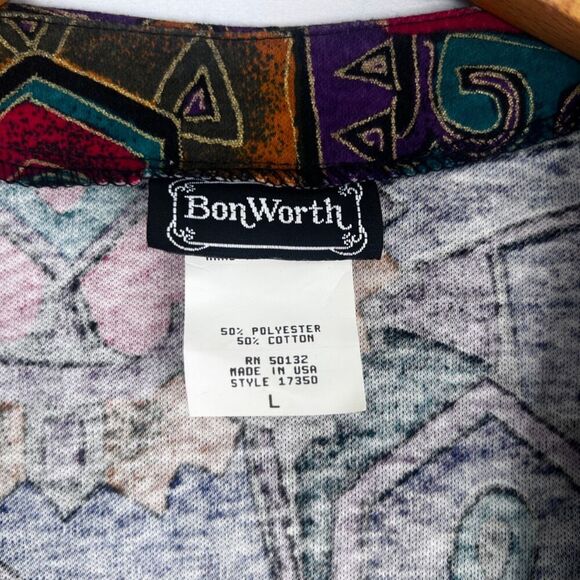 BonWorth
50% POLYESTER
50% COTTON
RN 50132
MADE IN USA
STYLE 17350
L